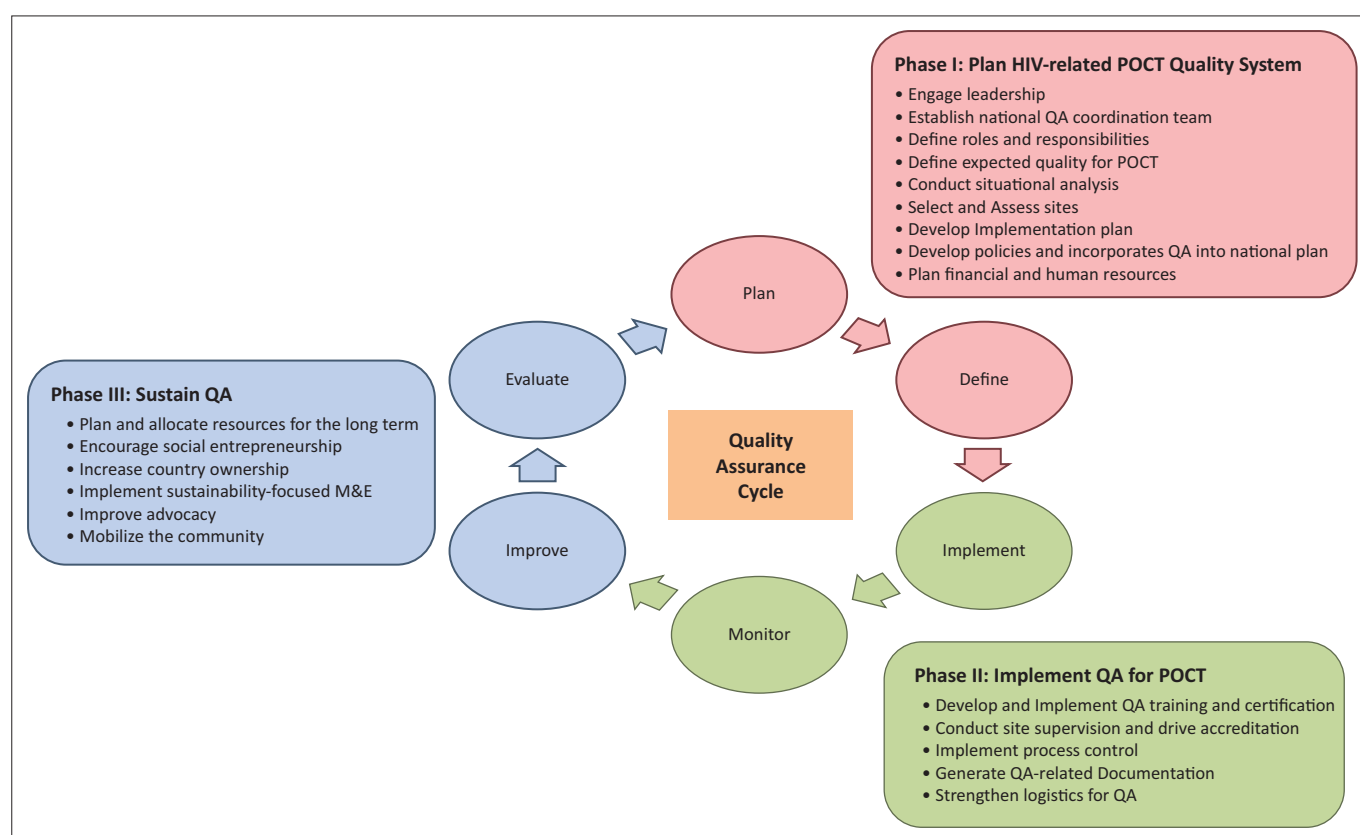 Phase I: Plan HIV-related POCT Quality System
• Engage leadership
• Establish national QA coordination team
• Define roles and responsibilities
• Define expected quality for POCT
• Conduct situational analysis
• Select and Assess sites
• Develop Implementation plan
• Develop policies and incorporates QA into national plan
• Plan financial and human resources
Plan
Define
Implement
Monitor
Improve
Evaluate
Quality
Assurance
Cycle
Phase II: Implement QA for POCT
• Develop and Implement QA training and certification
• Conduct site supervision and drive accreditation
• Implement process control
• Generate QA-related Documentation
• Strengthen logistics for QA
Phase III: Sustain QA
• Plan and allocate resources for the long term
• Encourage social entrepreneurship
• Increase country ownership
• Implement sustainability-focused M&E
• Improve advocacy
• Mobilize the community